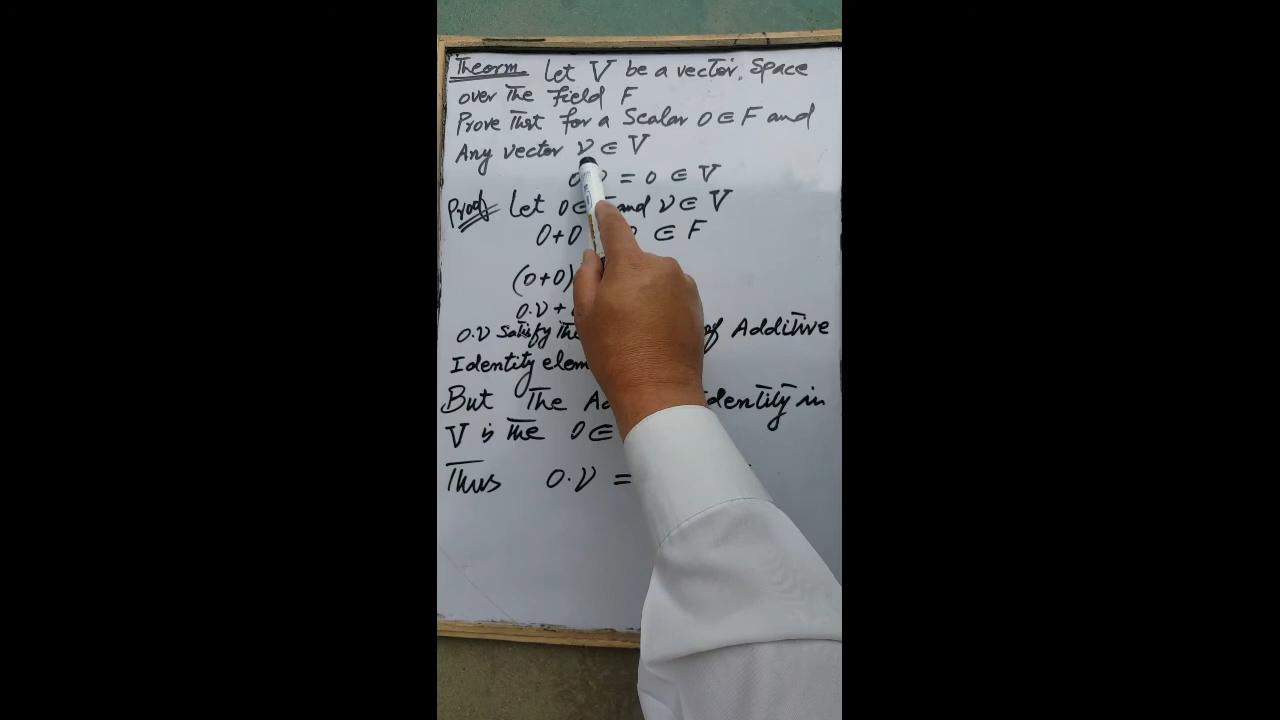 Theorm Let V be a vector space
over The field F
Prove That for a Scalar 0 ∈ F and
Any vector ν ∈ V
= 0 ∈ V
Proof Let 0 ∈ and ν ∈ V
0+0 ∈ F
(0+0)
0.ν +
0.ν Satisfy The of Additive
Identity
But The Identity in
V is The 0 ∈
Thus 0.ν =